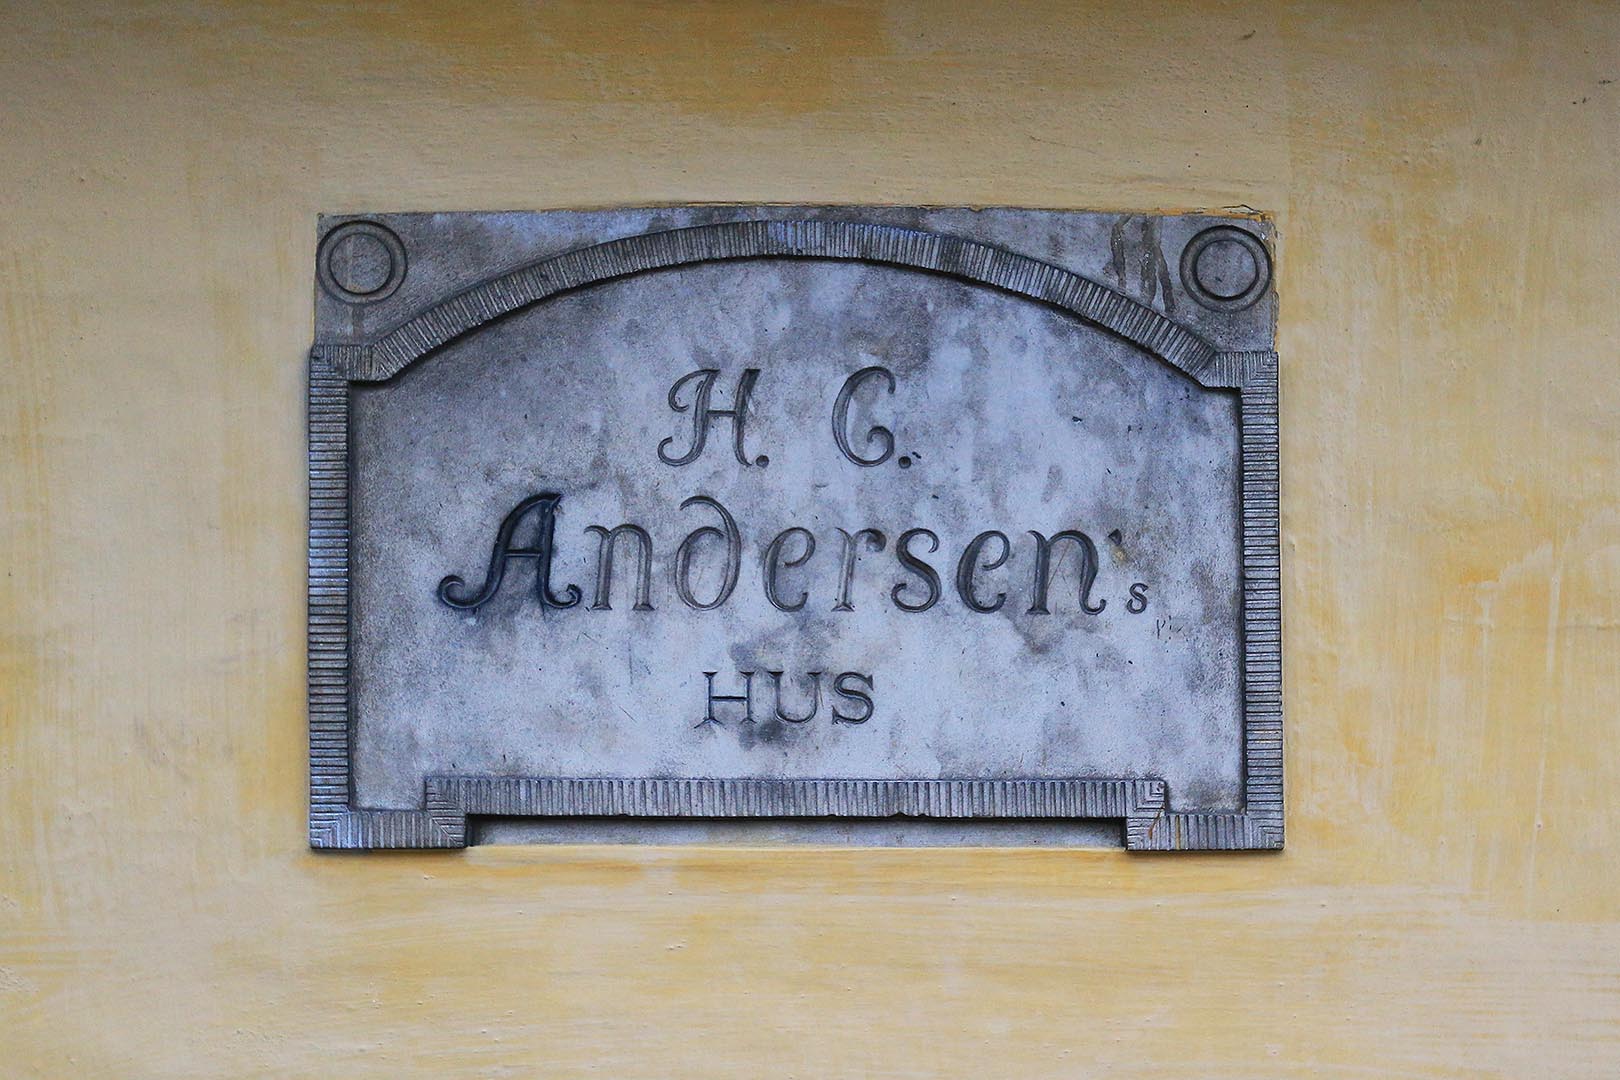 H. C.
Andersen's
HUS